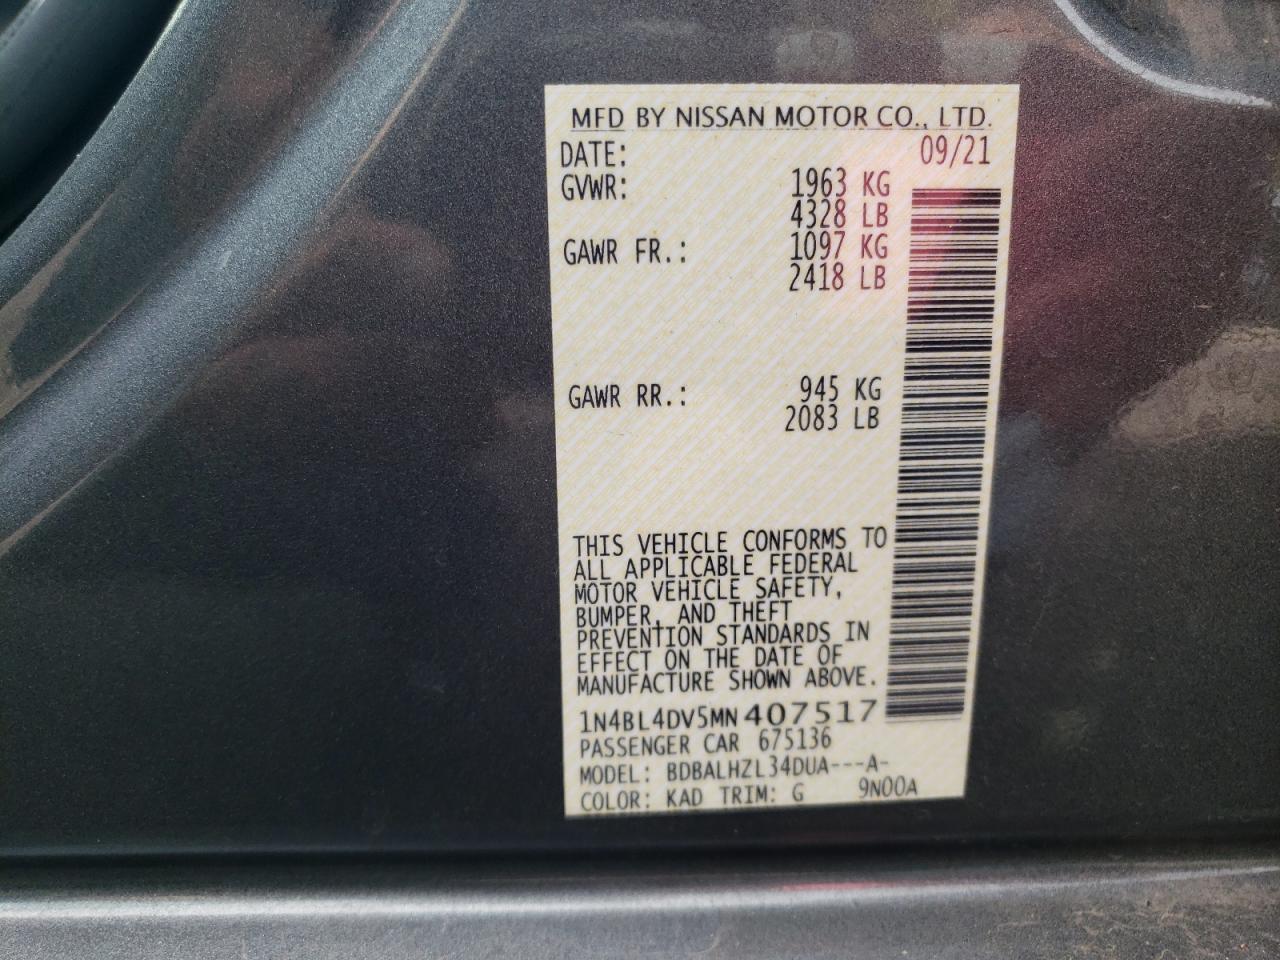 MFD BY NISSAN MOTOR CO., LTD.
DATE: 09/21
GVWR: 1963 KG
4328 LB
GAWR FR.: 1097 KG
2418 LB
GAWR RR.: 945 KG
2083 LB
THIS VEHICLE CONFORMS TO
ALL APPLICABLE FEDERAL
MOTOR VEHICLE SAFETY,
BUMPER, AND THEFT
PREVENTION STANDARDS IN
EFFECT ON THE DATE OF
MANUFACTURE SHOWN ABOVE.
1N4BL4DV5MN407517
PASSENGER CAR 675136
MODEL: BDBALHZL34DUA---A-
COLOR: KAD TRIM: G 9N00A